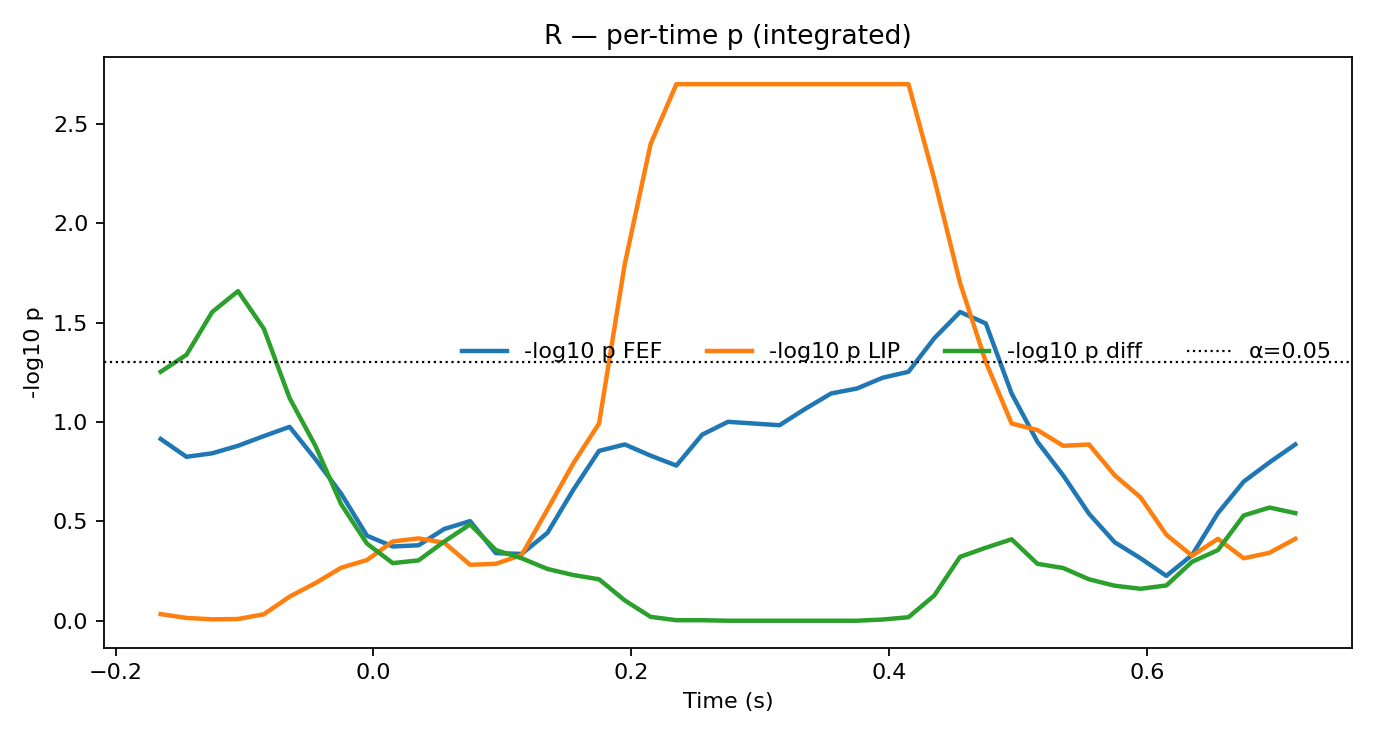 R — per-time p (integrated)
-log10 p
2.5
2.0
1.5
1.0
0.5
0.0
-log10 p FEF -log10 p LIP -log10 p diff α=0.05
−0.2 0.0 0.2 0.4 0.6
Time (s)